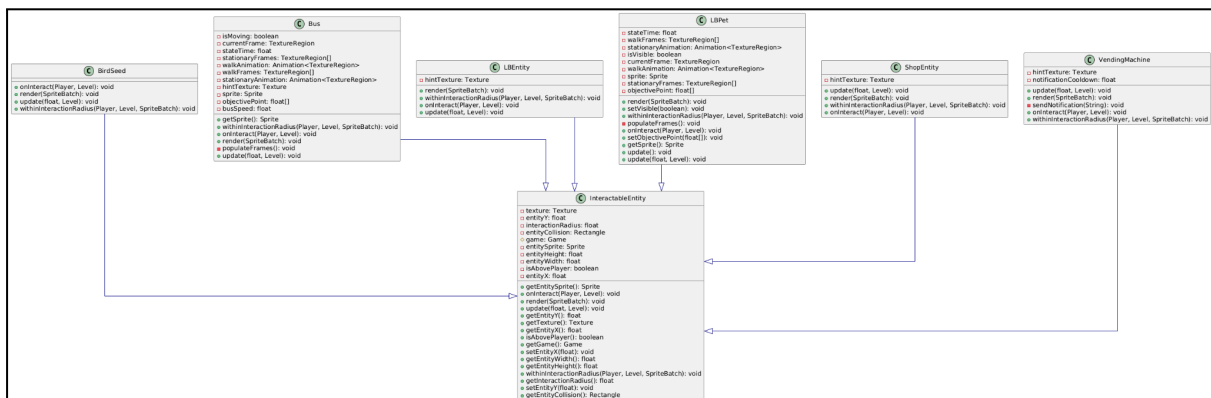 C BirdSeed
onInteract(Player, Level): void
render(SpriteBatch): void
update(float, Level): void
withinInteractionRadius(Player, Level, SpriteBatch): void
C Bus
isMoving: boolean
currentFrame: TextureRegion
stateTime: float
stationaryFrames: TextureRegion[]
walkAnimation: Animation<TextureRegion>
walkFrames: TextureRegion[]
stationaryAnimation: Animation<TextureRegion>
hintTexture: Texture
sprite: Sprite
objectivePoint: float[]
busSpeed: float
getSprite(): Sprite
withinInteractionRadius(Player, Level, SpriteBatch): void
onInteract(Player, Level): void
render(SpriteBatch): void
populateFrames(): void
update(float, Level): void
C LBEntity
hintTexture: Texture
render(SpriteBatch): void
withinInteractionRadius(Player, Level, SpriteBatch): void
onInteract(Player, Level): void
update(float, Level): void
C LBPet
stateTime: float
walkFrames: TextureRegion[]
stationaryAnimation: Animation<TextureRegion>
isVisible: boolean
currentFrame: TextureRegion
walkAnimation: Animation<TextureRegion>
sprite: Sprite
stationaryFrames: TextureRegion[]
objectivePoint: float[]
render(SpriteBatch): void
setVisible(boolean): void
withinInteractionRadius(Player, Level, SpriteBatch): void
populateFrames(): void
onInteract(Player, Level): void
setObjectivePoint(float[]): void
getSprite(): Sprite
update(): void
update(float, Level): void
C ShopEntity
hintTexture: Texture
update(float, Level): void
render(SpriteBatch): void
withinInteractionRadius(Player, Level, SpriteBatch): void
onInteract(Player, Level): void
C VendingMachine
hintTexture: Texture
notificationCooldown: float
update(float, Level): void
render(SpriteBatch): void
sendNotification(String): void
onInteract(Player, Level): void
withinInteractionRadius(Player, Level, SpriteBatch): void
C InteractableEntity
texture: Texture
entityY: float
interactionRadius: float
entityCollision: Rectangle
game: Game
entitySprite: Sprite
entityHeight: float
entityWidth: float
isAbovePlayer: boolean
entityX: float
getEntitySprite(): Sprite
onInteract(Player, Level): void
render(SpriteBatch): void
update(float, Level): void
getEntityY(): float
getTexture(): Texture
getEntityX(): float
isAbovePlayer(): boolean
getGame(): Game
setEntityX(float): void
getEntityWidth(): float
getEntityHeight(): float
withinInteractionRadius(Player, Level, SpriteBatch): void
getInteractionRadius(): float
setEntityY(float): void
getEntityCollision(): Rectangle